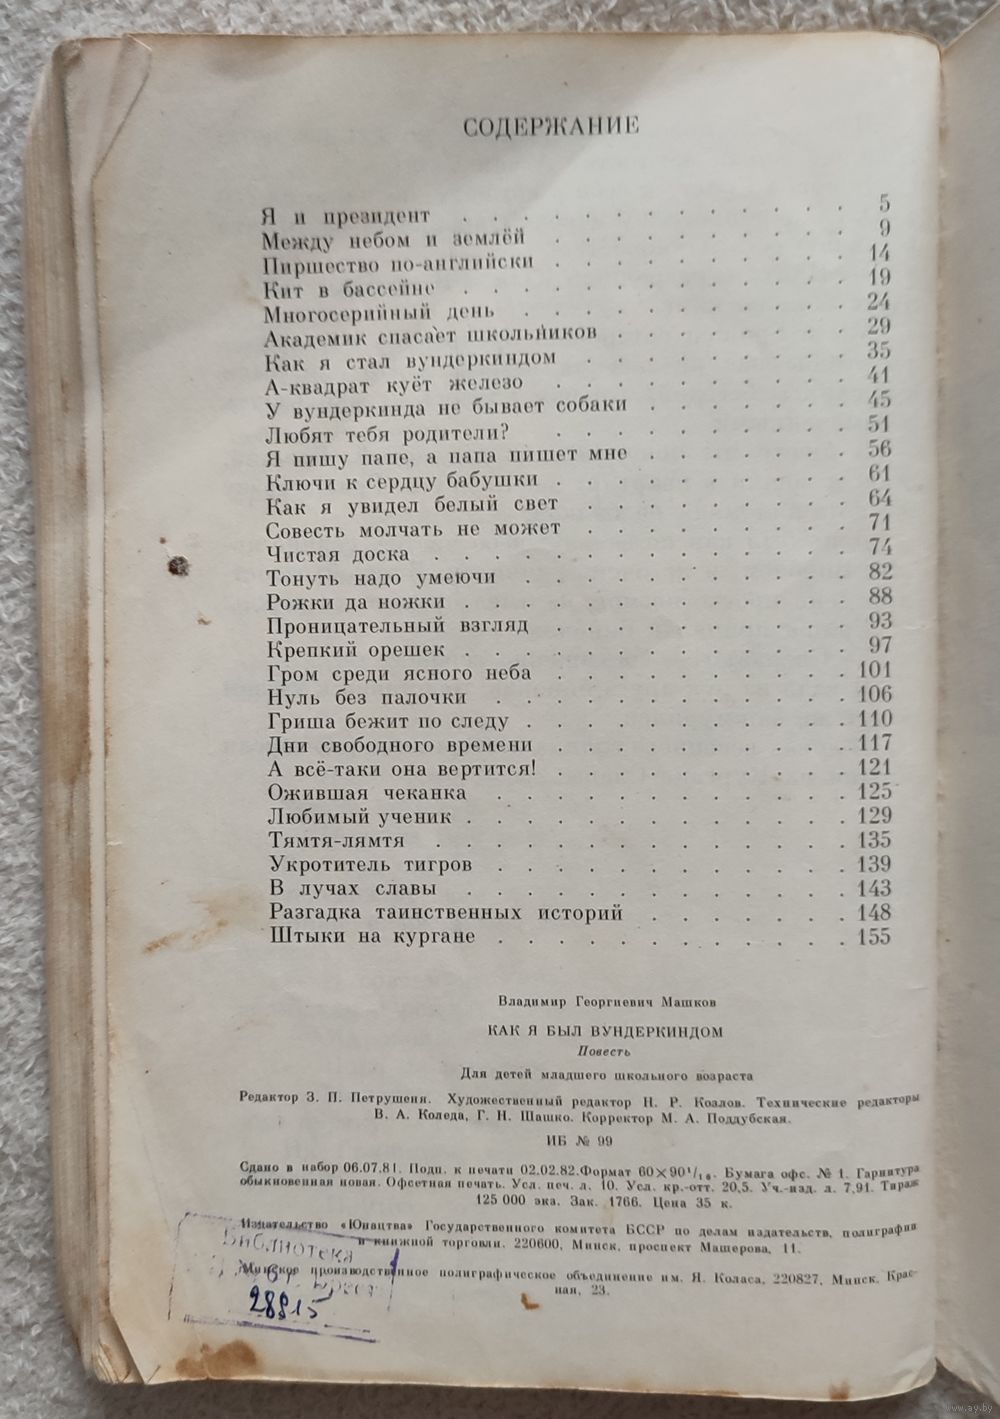 СОДЕРЖАНИЕ
Я и президент . . . . . . . . . . . . . 5
Между небом и землёй . . . . . . . . . . 9
Пиршество по-английски . . . . . . . . . . 14
Кит в бассейне . . . . . . . . . . . . . 19
Многосерийный день . . . . . . . . . . . 24
Академик спасает школьников . . . . . . . . 29
Как я стал вундеркиндом . . . . . . . . . 35
А-квадрат куёт железо . . . . . . . . . . 41
У вундеркинда не бывает собаки . . . . . . . 45
Любят тебя родители? . . . . . . . . . . 51
Я пишу папе, а папа пишет мне . . . . . . . 56
Ключи к сердцу бабушки . . . . . . . . . . 61
Как я увидел белый свет . . . . . . . . . 64
Совесть молчать не может . . . . . . . . . 71
Чистая доска . . . . . . . . . . . . . . 74
Тонуть надо умеючи . . . . . . . . . . . 82
Рожки да ножки . . . . . . . . . . . . . 88
Проницательный взгляд . . . . . . . . . . 93
Крепкий орешек . . . . . . . . . . . . . 97
Гром среди ясного неба . . . . . . . . . . 101
Нуль без палочки . . . . . . . . . . . . 106
Гриша бежит по следу . . . . . . . . . . . 110
Дни свободного времени . . . . . . . . . . 117
А всё-таки она вертится! . . . . . . . . . . 121
Ожившая чеканка . . . . . . . . . . . . 125
Любимый ученик . . . . . . . . . . . . . 129
Тямтя-лямтя . . . . . . . . . . . . . . 135
Укротитель тигров . . . . . . . . . . . . 139
В лучах славы . . . . . . . . . . . . . 143
Разгадка таинственных историй . . . . . . . 148
Штыки на кургане . . . . . . . . . . . . 155
Владимир Георгиевич Машков
КАК Я БЫЛ ВУНДЕРКИНДОМ
Повесть
Для детей младшего школьного возраста
Редактор З. П. Петрушеня. Художественный редактор Н. Р. Козлов. Технические редакторы
В. А. Коледа, Г. Н. Шашко. Корректор М. А. Поддубская.
ИБ № 99
Сдано в набор 06.07.81. Подп. к печати 02.02.82. Формат 60×90¹/₁₆. Бумага офс. № 1. Гарнитура
обыкновенная новая. Офсетная печать. Усл. печ. л. 10. Усл. кр.-отт. 20,5. Уч.-изд. л. 7,91. Тираж
125 000 экз. Зак. 1766. Цена 35 к.
Издательство «Юнацтва» Государственного комитета БССР по делам издательств, полиграфии
и книжной торговли. 220600, Минск, проспект Машерова, 11.
Минское производственное полиграфическое объединение им. Я. Коласа, 220827, Минск, Крас-
ная, 23.
Библиотека
Брест
28815
www.ay.by